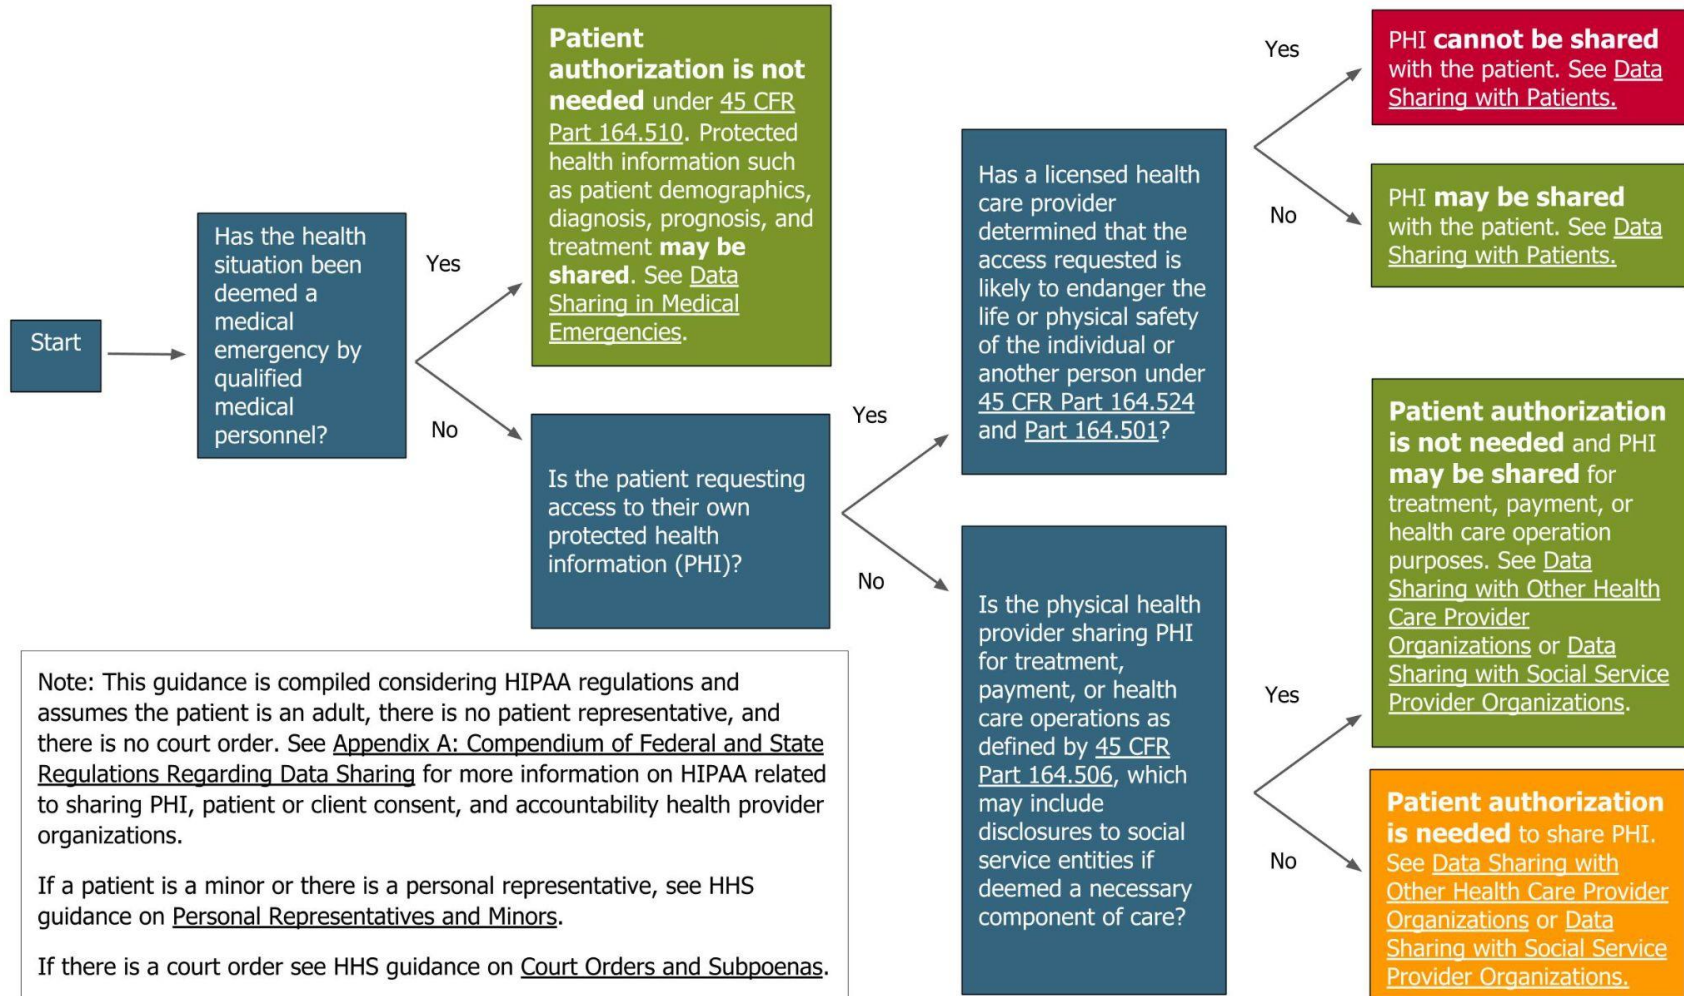 Start
Has the health
situation been
deemed a
medical
emergency by
qualified
medical
personnel?
Yes
No
Patient
authorization is not
needed under 45 CFR
Part 164.510. Protected
health information such
as patient demographics,
diagnosis, prognosis, and
treatment may be
shared. See Data
Sharing in Medical
Emergencies.
Is the patient requesting
access to their own
protected health
information (PHI)?
Yes
No
Has a licensed health
care provider
determined that the
access requested is
likely to endanger the
life or physical safety
of the individual or
another person under
45 CFR Part 164.524
and Part 164.501?
Yes
No
PHI cannot be shared
with the patient. See Data
Sharing with Patients.
PHI may be shared
with the patient. See Data
Sharing with Patients.
Is the physical health
provider sharing PHI
for treatment,
payment, or health
care operations as
defined by 45 CFR
Part 164.506, which
may include
disclosures to social
service entities if
deemed a necessary
component of care?
Yes
No
Patient authorization
is not needed and PHI
may be shared for
treatment, payment, or
health care operation
purposes. See Data
Sharing with Other Health
Care Provider
Organizations or Data
Sharing with Social Service
Provider Organizations.
Patient authorization
is needed to share PHI.
See Data Sharing with
Other Health Care Provider
Organizations or Data
Sharing with Social Service
Provider Organizations.
Note: This guidance is compiled considering HIPAA regulations and
assumes the patient is an adult, there is no patient representative, and
there is no court order. See Appendix A: Compendium of Federal and State
Regulations Regarding Data Sharing for more information on HIPAA related
to sharing PHI, patient or client consent, and accountability health provider
organizations.
If a patient is a minor or there is a personal representative, see HHS
guidance on Personal Representatives and Minors.
If there is a court order see HHS guidance on Court Orders and Subpoenas.